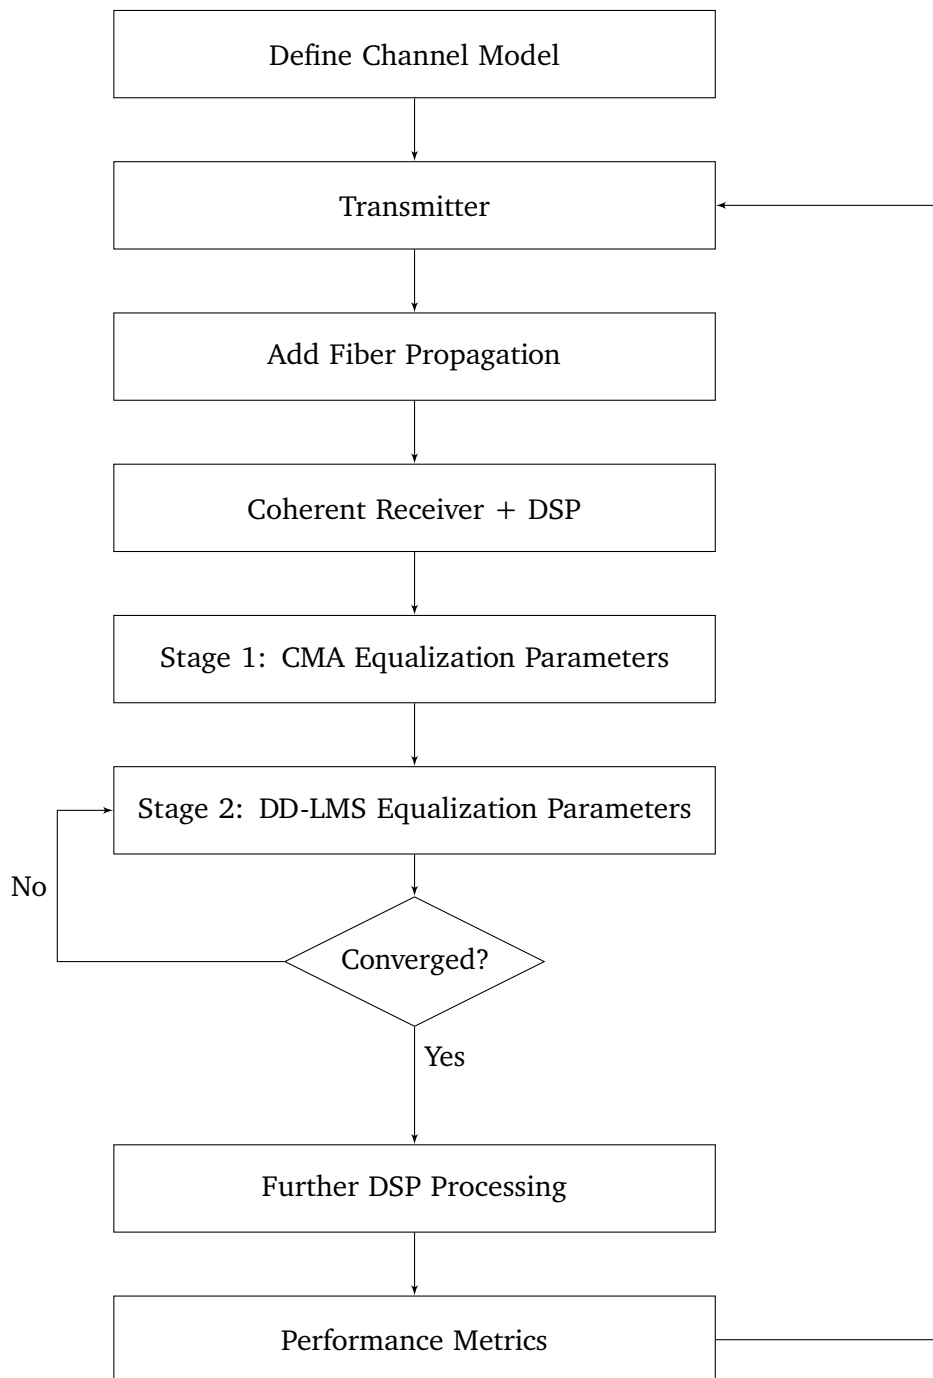 Define Channel Model
Transmitter
Add Fiber Propagation
Coherent Receiver + DSP
Stage 1: CMA Equalization Parameters
Stage 2: DD-LMS Equalization Parameters
No
Converged?
Yes
Further DSP Processing
Performance Metrics